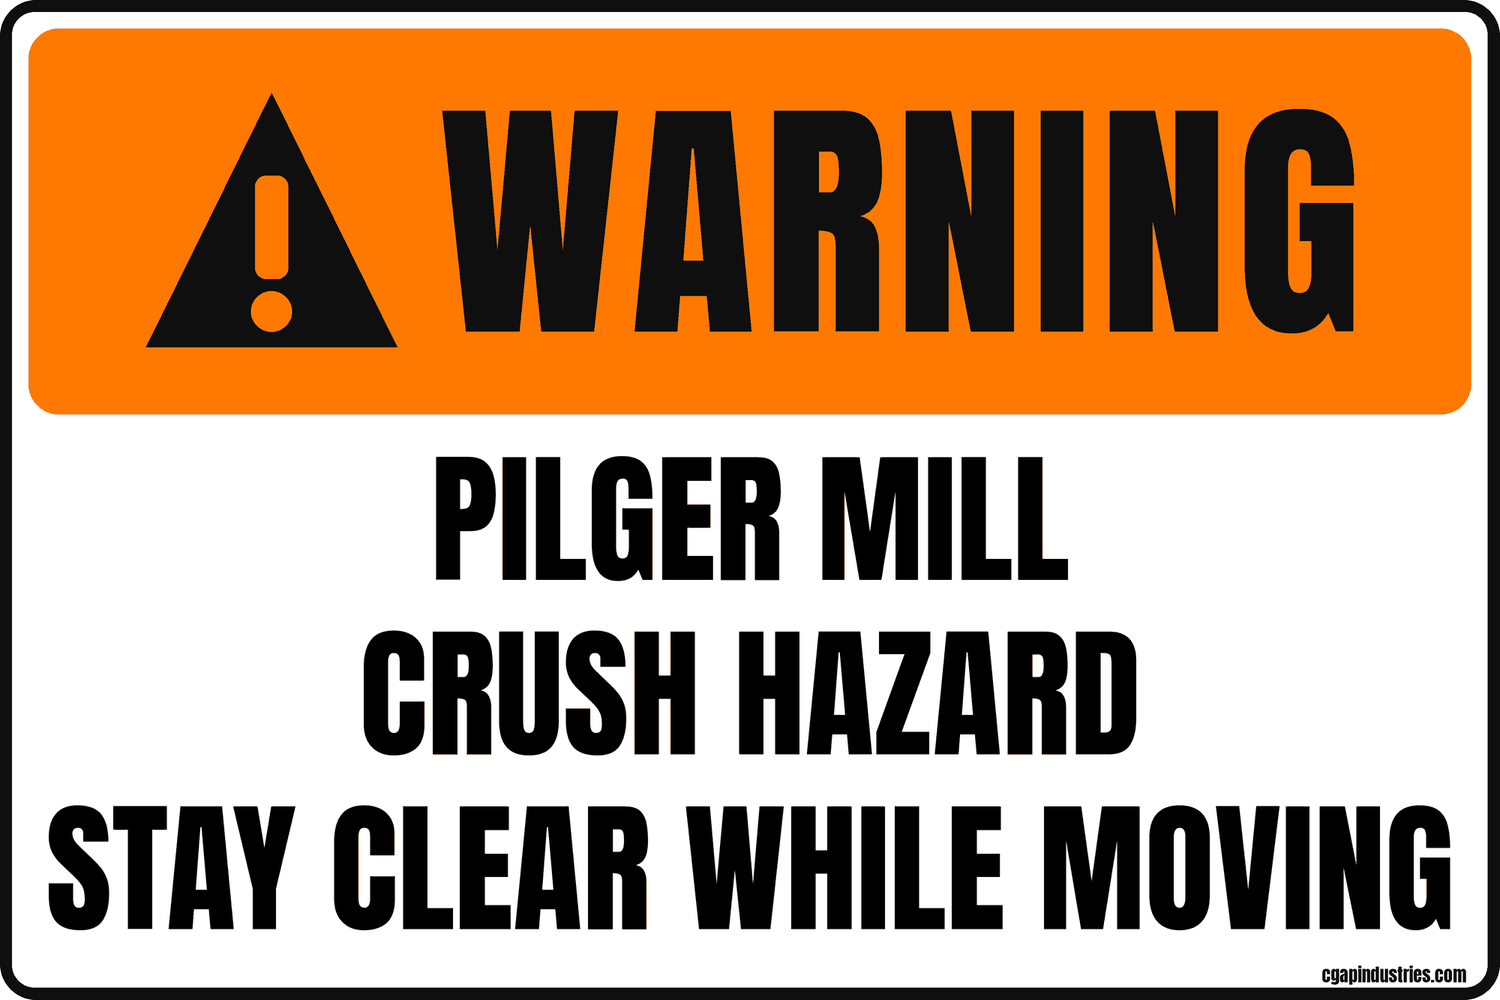 WARNING
PILGER MILL
CRUSH HAZARD
STAY CLEAR WHILE MOVING
cgapindustries.com